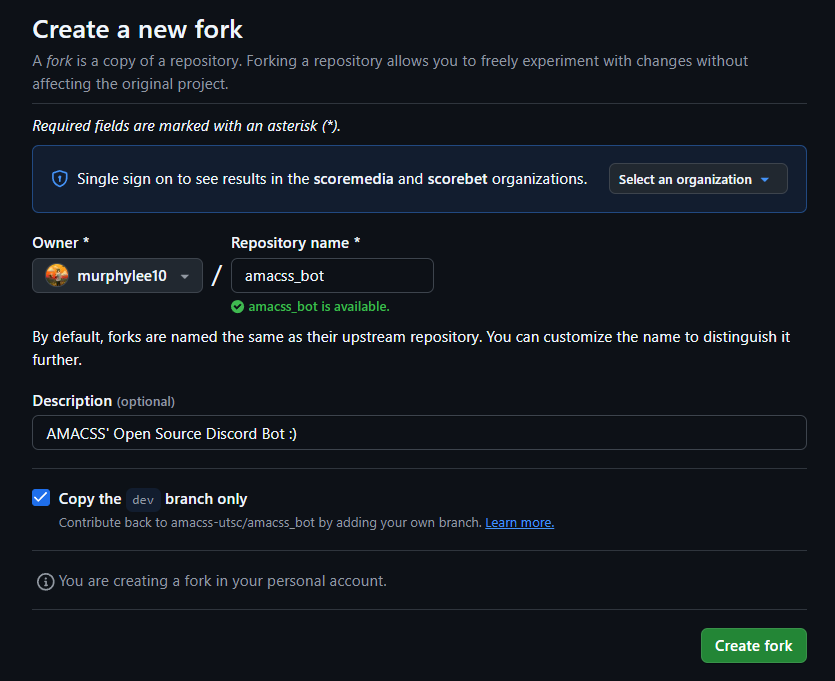 Create a new fork
A fork is a copy of a repository. Forking a repository allows you to freely experiment with changes without
affecting the original project.
Required fields are marked with an asterisk (*).
Single sign on to see results in the scoremedia and scorebet organizations.
Select an organization
Owner *
Repository name *
murphylee10
/
amacss_bot
amacss_bot is available.
By default, forks are named the same as their upstream repository. You can customize the name to distinguish it
further.
Description (optional)
AMACSS' Open Source Discord Bot :)
Copy the dev branch only
Contribute back to amacss-utsc/amacss_bot by adding your own branch. Learn more.
You are creating a fork in your personal account.
Create fork